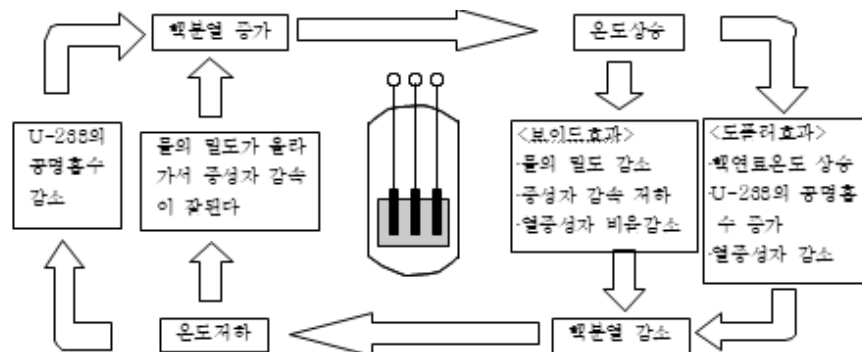 핵분열 증가
온도상승
U-238의
공명흡수
감소
물의 밀도가 올라
가서 중성자 감속
이 잘된다
<보이드효과>
·물의 밀도 감소
·중성자 감속 저하
·열중성자 비율감소
<도플러효과>
·핵연료온도 상승
·U-238의 공명흡
수 증가
·열중성자 감소
온도저하
핵분열 감소